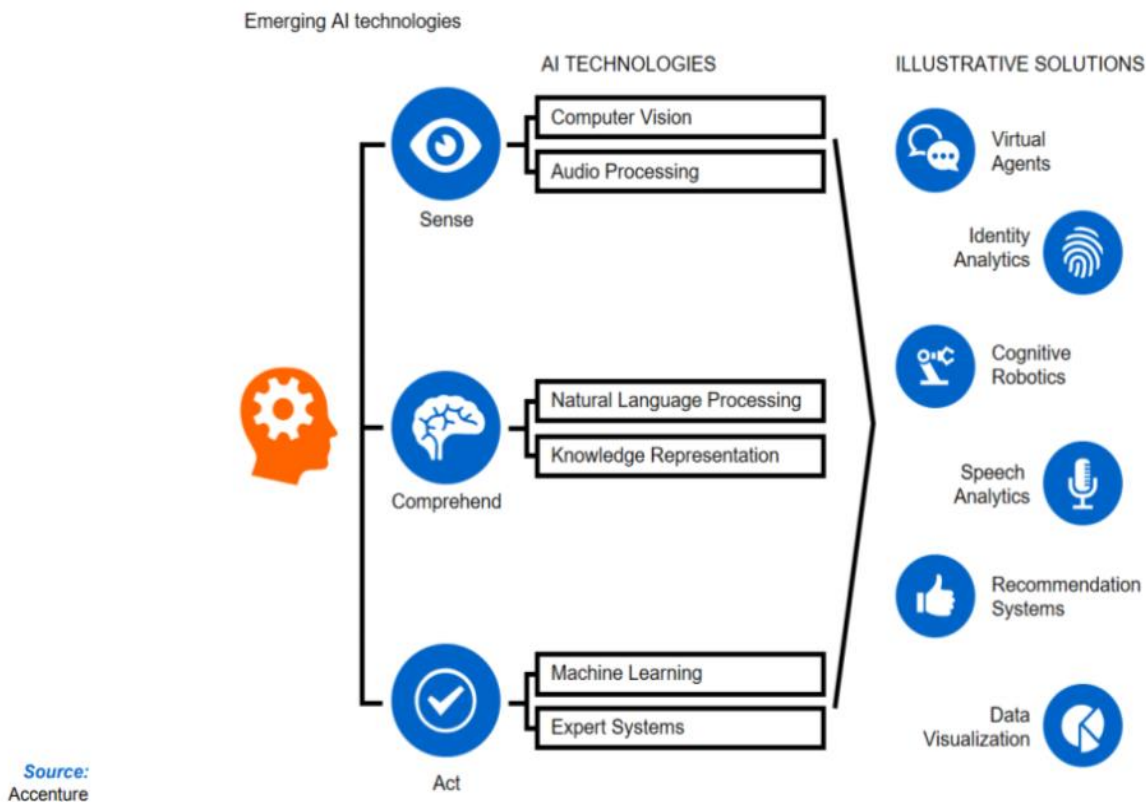 Emerging AI technologies
AI TECHNOLOGIES
ILLUSTRATIVE SOLUTIONS
Computer Vision
Audio Processing
Sense
Natural Language Processing
Knowledge Representation
Comprehend
Machine Learning
Expert Systems
Act
Virtual
Agents
Identity
Analytics
Cognitive
Robotics
Speech
Analytics
Recommendation
Systems
Data
Visualization
Source:
Accenture